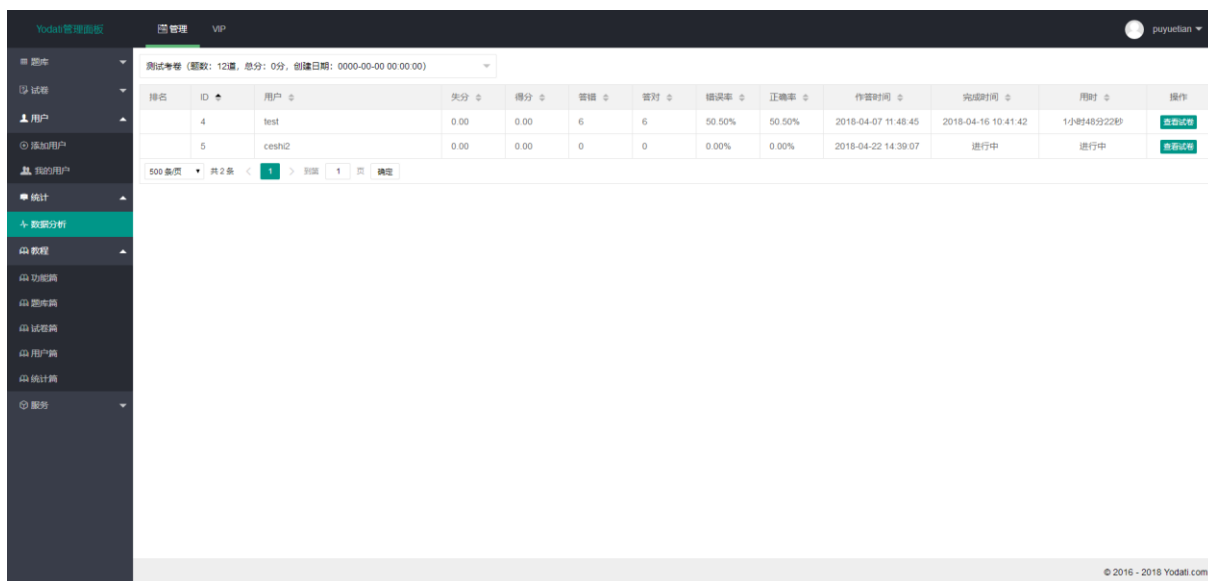 Yodati管理面板
管理 VIP
puyuetian
题库
试卷
用户
添加用户
我的用户
统计
数据分析
教程
功能篇
题库篇
试卷篇
用户篇
统计篇
服务
测试考卷（题数：12道，总分：0分，创建日期：0000-00-00 00:00:00）
排名 ID 用户 失分 得分 答错 答对 错误率 正确率 作答时间 完成时间 用时 操作
4 test 0.00 0.00 6 6 50.50% 50.50% 2018-04-07 11:48:45 2018-04-16 10:41:42 1小时48分22秒 查看试卷
5 ceshi2 0.00 0.00 0 0 0.00% 0.00% 2018-04-22 14:39:07 进行中 进行中 查看试卷
500 条/页 共 2 条 1 到第 1 页 确定
© 2016 - 2018 Yodati.com